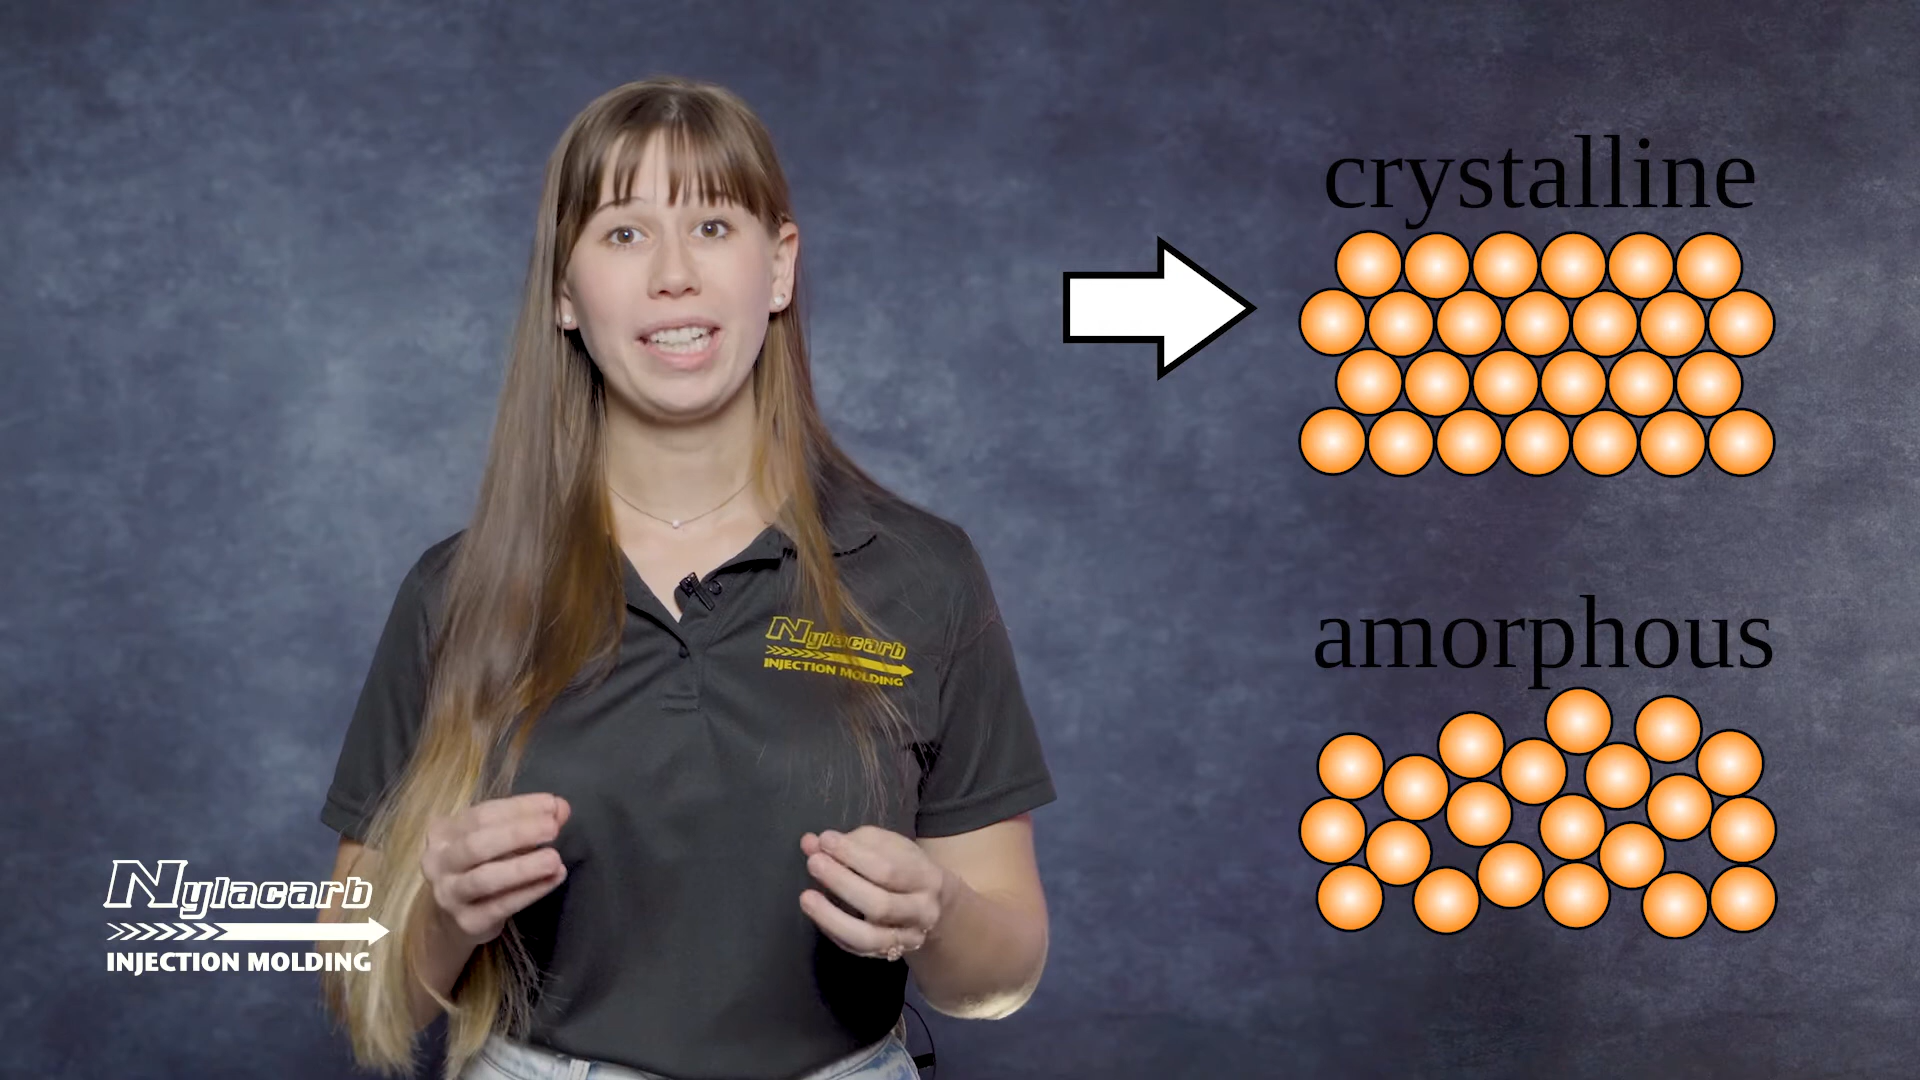 crystalline
amorphous
Nylacarb
INJECTION MOLDING
Nylacarb
INJECTION MOLDING